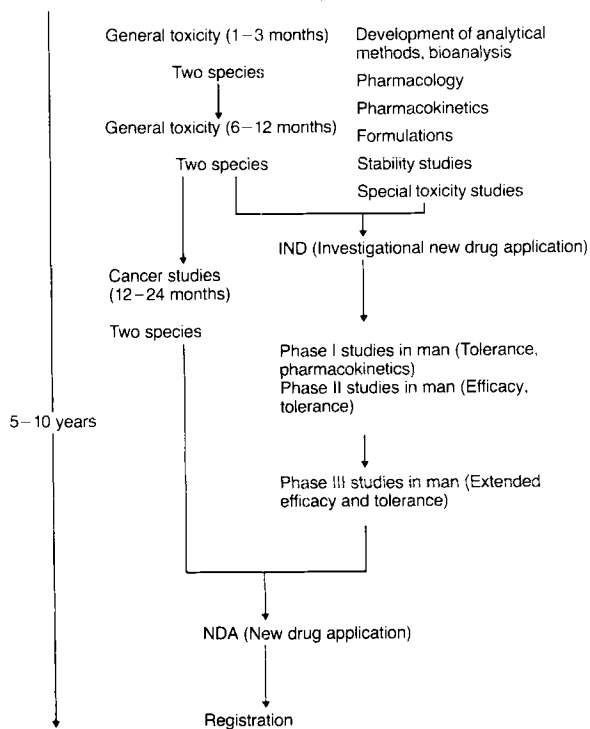 General toxicity (1–3 months)
Two species
General toxicity (6–12 months)
Two species
Development of analytical
methods, bioanalysis
Pharmacology
Pharmacokinetics
Formulations
Stability studies
Special toxicity studies
IND (Investigational new drug application)
Cancer studies
(12–24 months)
Two species
Phase I studies in man (Tolerance,
pharmacokinetics)
Phase II studies in man (Efficacy,
tolerance)
5–10 years
Phase III studies in man (Extended
efficacy and tolerance)
NDA (New drug application)
Registration